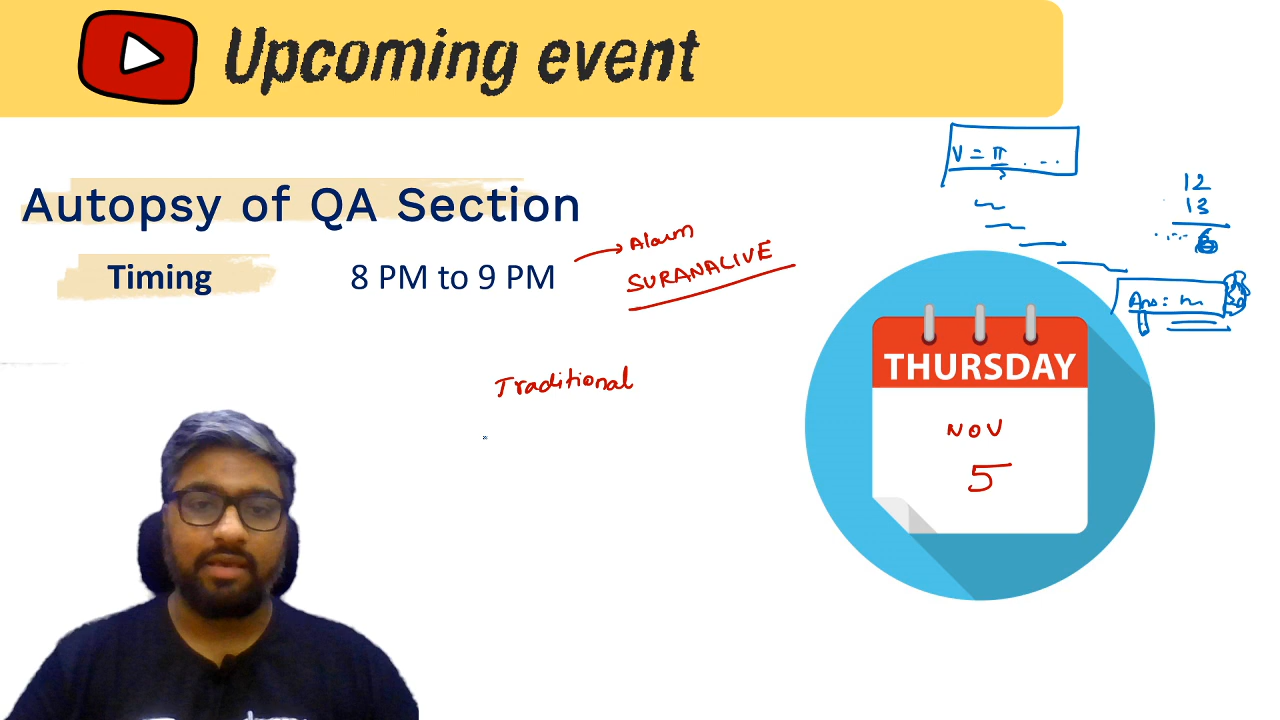 Upcoming event
Autopsy of QA Section
Timing 8 PM to 9 PM
Alarm
SURANALIVE
Traditional
V = π ...
12
13
THURSDAY
NOV
5
Ans: